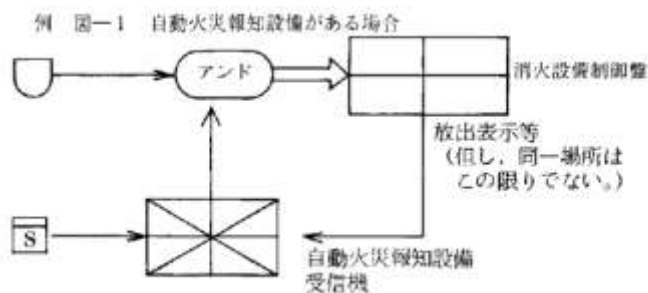 例 図－1 自動火災報知設備がある場合
アンド
消火設備制御盤
放出表示等
(但し、同一場所は
この限りでない。)
S
自動火災報知設備
受信機